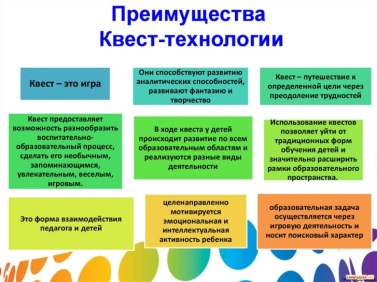 Преимущества
Квест-технологии
Квест – это игра
Они способствуют развитию
аналитических способностей,
развивают фантазию и
творчество
Квест – путешествие к
определенной цели через
преодоление трудностей
Квест предоставляет
возможность разнообразить
воспитательно-
образовательный процесс,
сделать его необычным,
запоминающимся,
увлекательным, веселым,
игровым.
В ходе квеста у детей
происходит развитие по всем
образовательным областям и
реализуются разные виды
деятельности
Использование квестов
позволяет уйти от
традиционных форм
обучения детей и
значительно расширить
рамки образовательного
пространства.
Это форма взаимодействия
педагога и детей
целенаправленно
мотивируется
эмоциональная и
интеллектуальная
активность ребенка
образовательная задача
осуществляется через
игровую деятельность и
носит поисковый характер